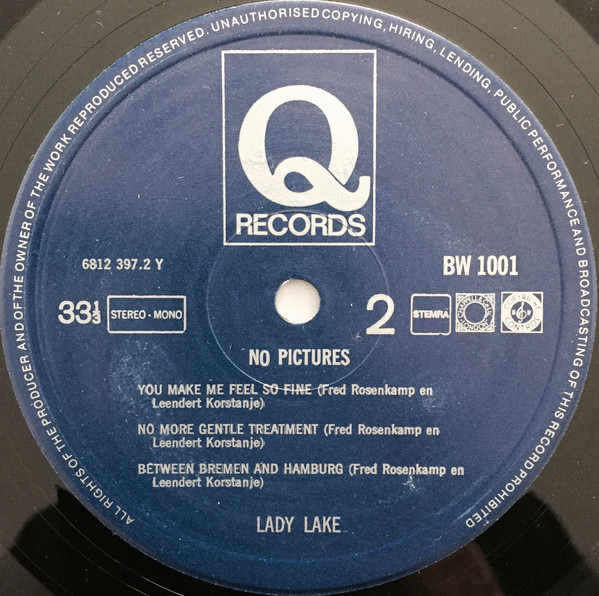 ALL RIGHTS OF THE PRODUCER AND OF THE OWNER OF THE WORK REPRODUCED RESERVED. UNAUTHORISED COPYING, HIRING, LENDING, PUBLIC PERFORMANCE AND BROADCASTING OF THIS RECORD PROHIBITED
Q
RECORDS
6812 397.2 Y
BW 1001
33⅓ STEREO - MONO 2 STEMRA
NO PICTURES
YOU MAKE ME FEEL SO FINE (Fred Rosenkamp en
Leendert Korstanje)
NO MORE GENTLE TREATMENT (Fred Rosenkamp en
Leendert Korstanje)
BETWEEN BREMEN AND HAMBURG (Fred Rosenkamp en
Leendert Korstanje)
LADY LAKE